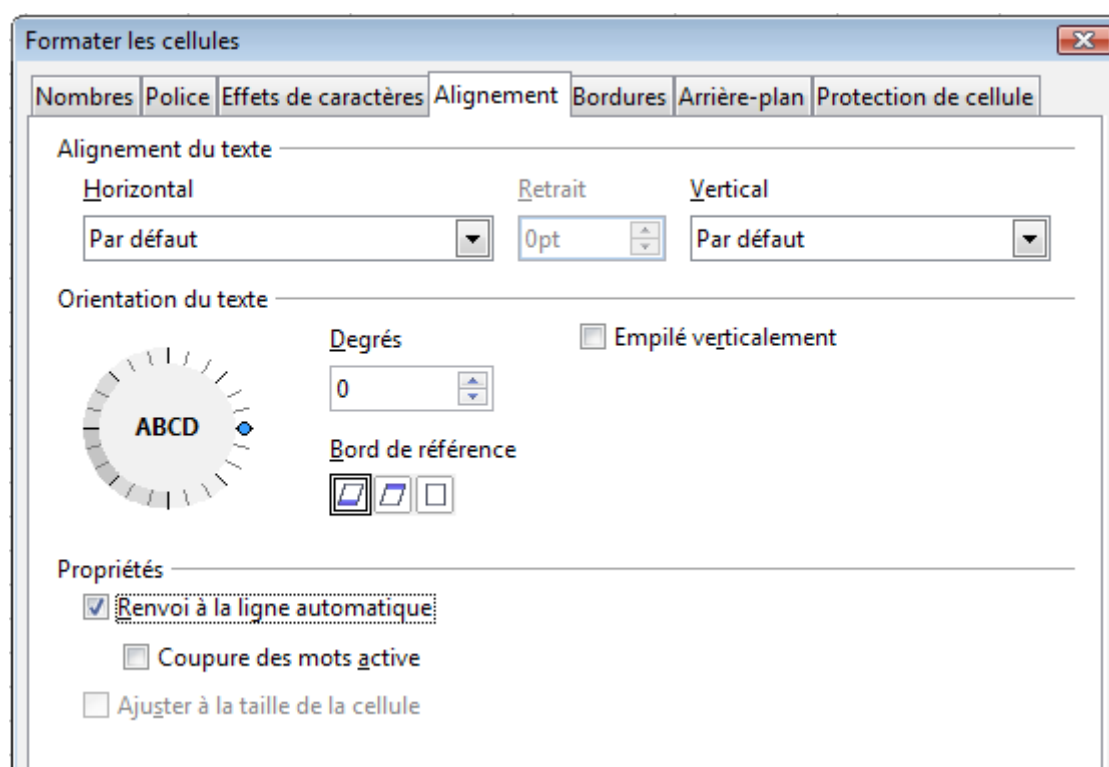 Formater les cellules
Nombres Police Effets de caractères Alignement Bordures Arrière-plan Protection de cellule
Alignement du texte
Horizontal Retrait Vertical
Par défaut 0pt Par défaut
Orientation du texte
Degrés Empilé verticalement
0
ABCD
Bord de référence
Propriétés
Renvoi à la ligne automatique
Coupure des mots active
Ajuster à la taille de la cellule